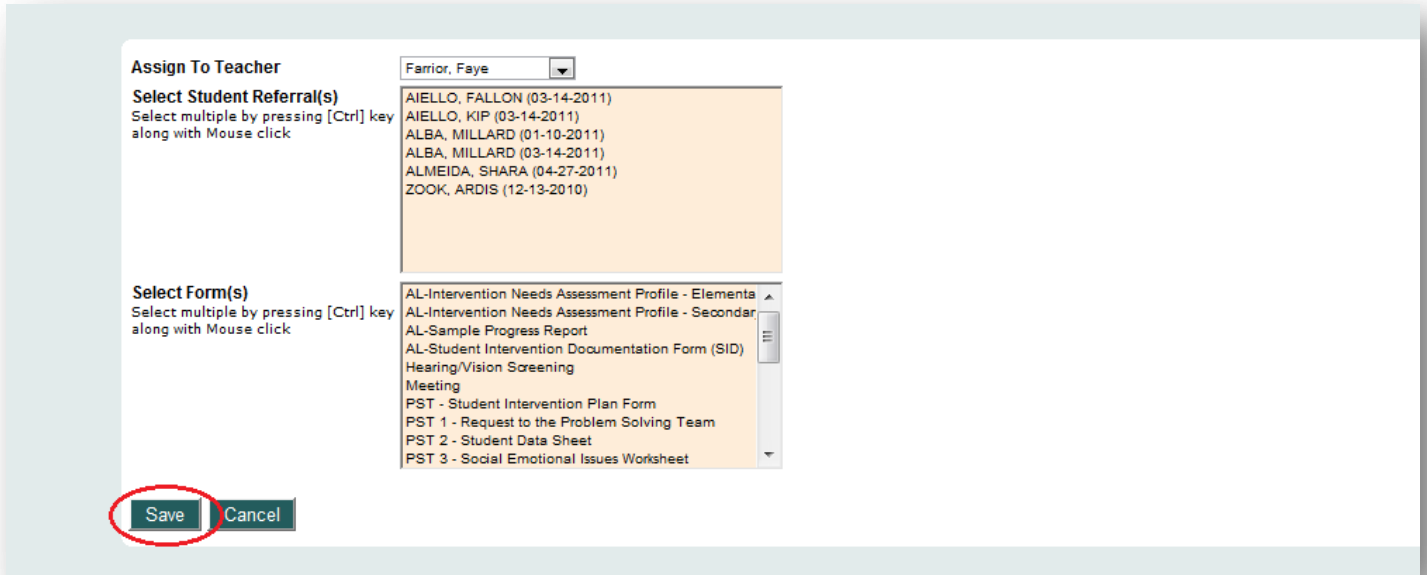 Assign To Teacher
Farrior, Faye
Select Student Referral(s)
Select multiple by pressing [Ctrl] key
along with Mouse click
AIELLO, FALLON (03-14-2011)
AIELLO, KIP (03-14-2011)
ALBA, MILLARD (01-10-2011)
ALBA, MILLARD (03-14-2011)
ALMEIDA, SHARA (04-27-2011)
ZOOK, ARDIS (12-13-2010)
Select Form(s)
Select multiple by pressing [Ctrl] key
along with Mouse click
AL-Intervention Needs Assessment Profile - Elementa
AL-Intervention Needs Assessment Profile - Secondar
AL-Sample Progress Report
AL-Student Intervention Documentation Form (SID)
Hearing/Vision Screening
Meeting
PST - Student Intervention Plan Form
PST 1 - Request to the Problem Solving Team
PST 2 - Student Data Sheet
PST 3 - Social Emotional Issues Worksheet
Save Cancel